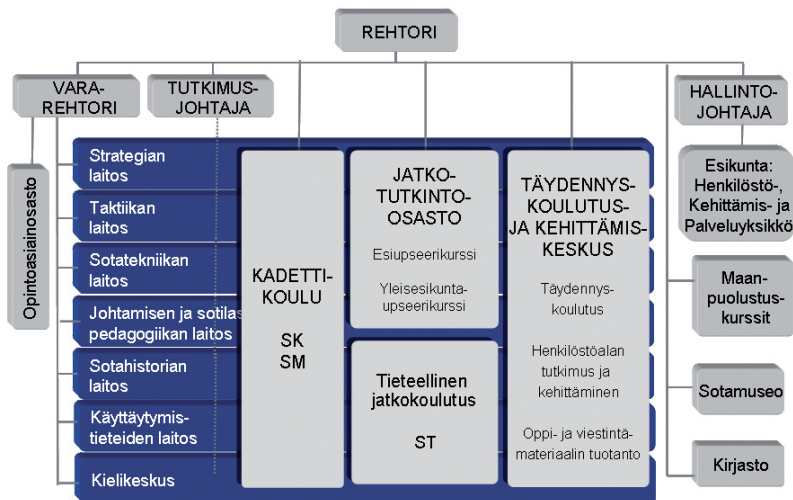 REHTORI
VARA-
REHTORI
TUTKIMUS-
JOHTAJA
HALLINTO-
JOHTAJA
Opintoasiainosasto
Strategian
laitos
Taktiikan
laitos
Sotatekniikan
laitos
Johtamisen ja sotilas
pedagogiikan laitos
Sotahistorian
laitos
Käyttäytymis-
tieteiden laitos
Kielikeskus
KADETTI-
KOULU
SK
SM
JATKO-
TUTKINTO-
OSASTO
Esiupseerikurssi
Yleisesikunta-
upseerikurssi
Tieteellinen
jatkokoulutus
ST
TÄYDENNYS-
KOULUTUS-
JA KEHITTÄMIS-
KESKUS
Täydennys-
koulutus
Henkilöstöalan
tutkimus ja
kehittäminen
Oppi- ja viestintä-
materiaalin tuotanto
Esikunta:
Henkilöstö-,
Kehittämis- ja
Palveluyksikkö
Maan-
puolustus-
kurssit
Sotamuseo
Kirjasto